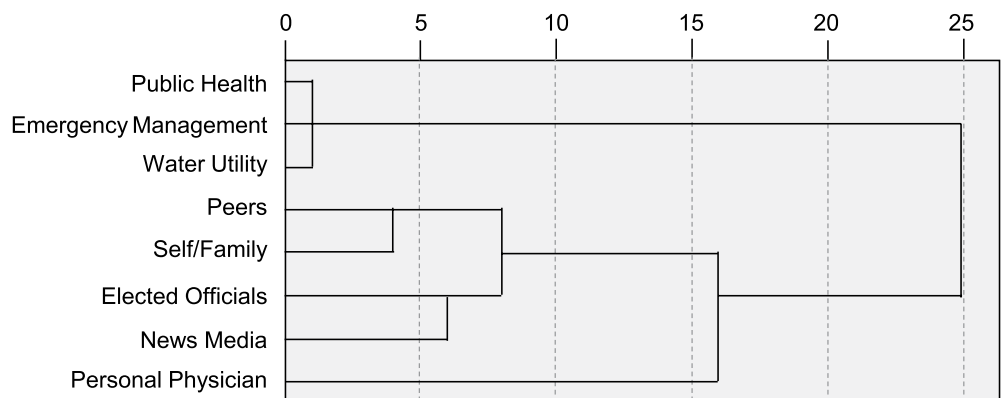 0 5 10 15 20 25
Public Health
Emergency Management
Water Utility
Peers
Self/Family
Elected Officials
News Media
Personal Physician